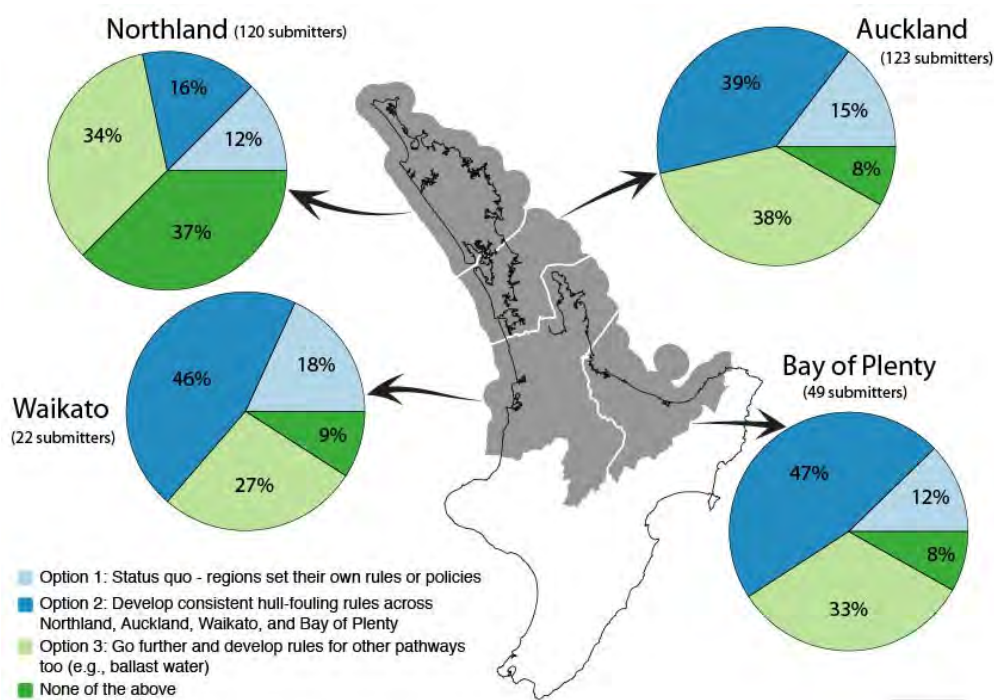 Northland (120 submitters)
16%
12%
34%
37%
Auckland
(123 submitters)
39%
15%
8%
38%
Waikato
(22 submitters)
46%
18%
9%
27%
Bay of Plenty
(49 submitters)
47%
12%
8%
33%
Option 1: Status quo - regions set their own rules or policies
Option 2: Develop consistent hull-fouling rules across
Northland, Auckland, Waikato, and Bay of Plenty
Option 3: Go further and develop rules for other pathways
too (e.g., ballast water)
None of the above